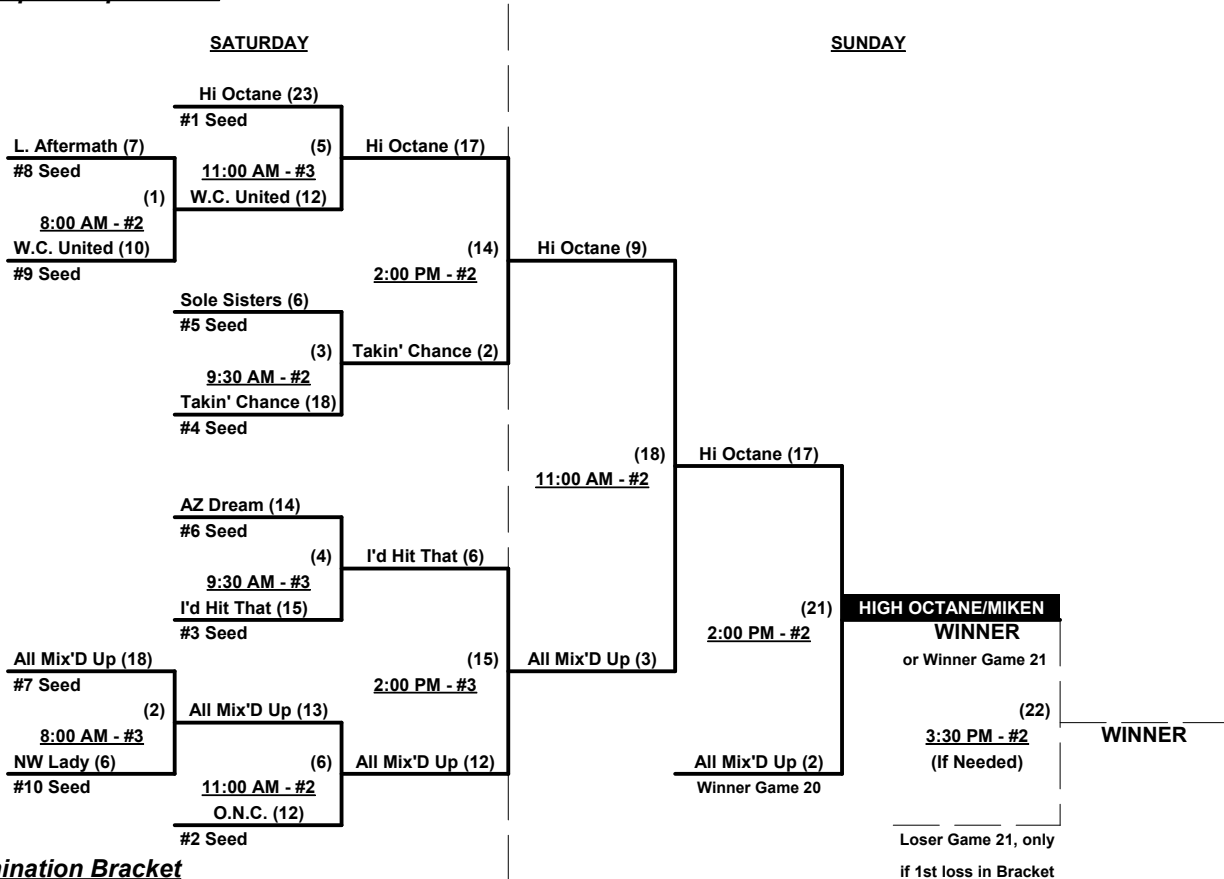 SATURDAY
SUNDAY
Hi Octane (23)
#1 Seed
L. Aftermath (7)
(5)
Hi Octane (17)
#8 Seed
11:00 AM - #3
(1)
W.C. United (12)
8:00 AM - #2
W.C. United (10)
(14)
Hi Octane (9)
#9 Seed
2:00 PM - #2
Sole Sisters (6)
#5 Seed
(3)
Takin' Chance (2)
9:30 AM - #2
Takin' Chance (18)
#4 Seed
(18)
Hi Octane (17)
11:00 AM - #2
AZ Dream (14)
#6 Seed
(4)
I'd Hit That (6)
9:30 AM - #3
I'd Hit That (15)
(21)
HIGH OCTANE/MIKEN
#3 Seed
2:00 PM - #2
WINNER
All Mix'D Up (18)
(15)
All Mix'D Up (3)
or Winner Game 21
#7 Seed
2:00 PM - #3
(2)
All Mix'D Up (13)
(22)
8:00 AM - #3
3:30 PM - #2
WINNER
NW Lady (6)
(6)
All Mix'D Up (12)
All Mix'D Up (2)
(If Needed)
#10 Seed
11:00 AM - #2
Winner Game 20
O.N.C. (12)
#2 Seed
Loser Game 21, only
ination Bracket
if 1st loss in Bracket